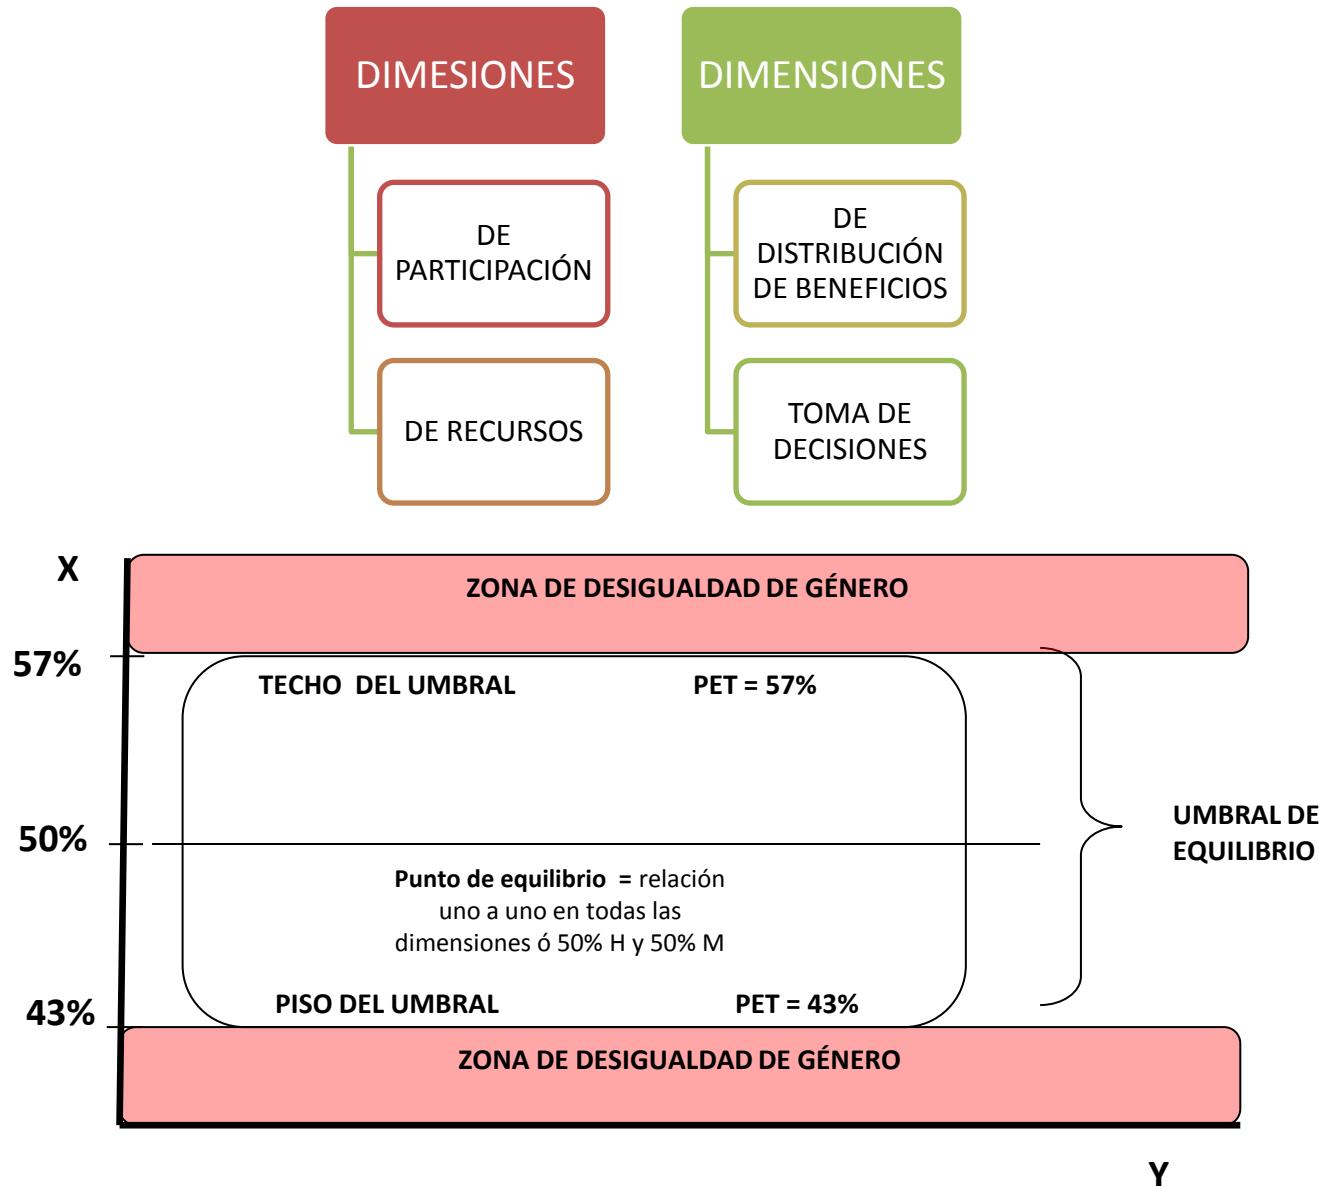 DIMESIONES
DIMENSIONES
DE
PARTICIPACIÓN
DE
DISTRIBUCIÓN
DE BENEFICIOS
DE RECURSOS
TOMA DE
DECISIONES
X
ZONA DE DESIGUALDAD DE GÉNERO
57%
TECHO DEL UMBRAL PET = 57%
50%
UMBRAL DE
EQUILIBRIO
Punto de equilibrio = relación
uno a uno en todas las
dimensiones ó 50% H y 50% M
43%
PISO DEL UMBRAL PET = 43%
ZONA DE DESIGUALDAD DE GÉNERO
Y